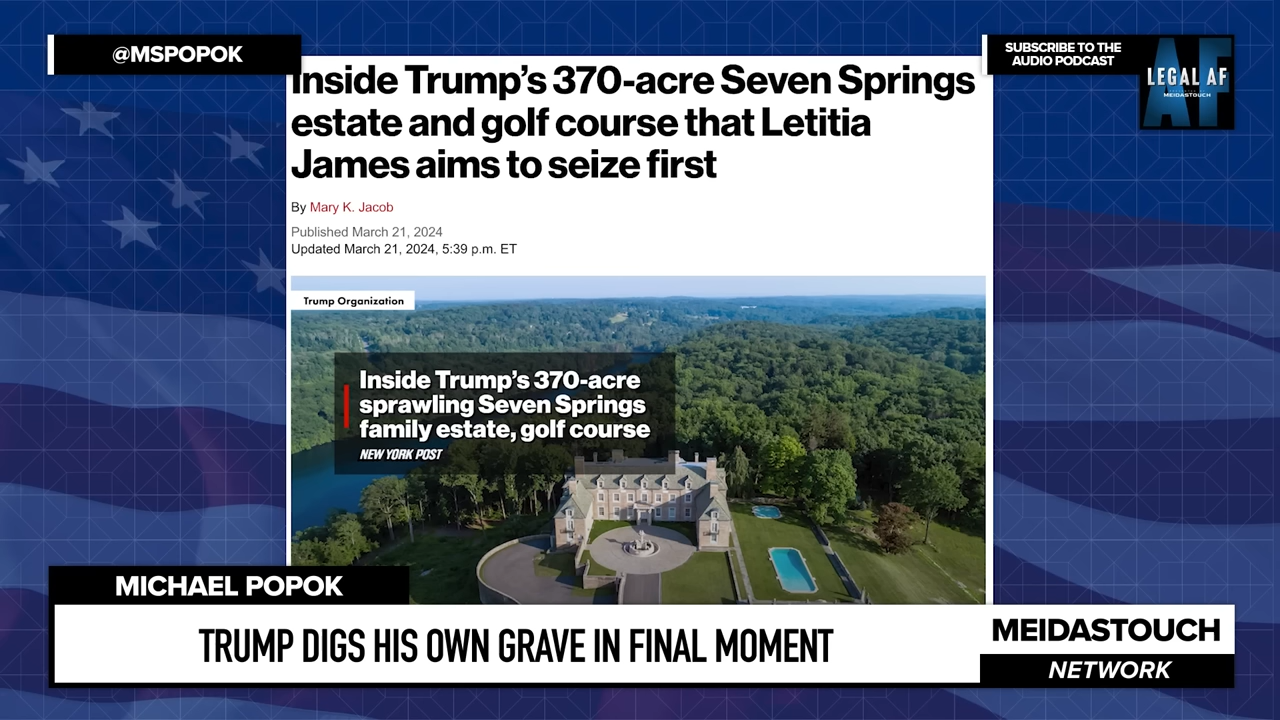 @MSPOPOK
SUBSCRIBE TO THE
AUDIO PODCAST
LEGAL AF
MEIDASTOUCH
Inside Trump's 370-acre Seven Springs
estate and golf course that Letitia
James aims to seize first
By Mary K. Jacob
Published March 21, 2024
Updated March 21, 2024, 5:39 p.m. ET
Trump Organization
Inside Trump's 370-acre
sprawling Seven Springs
family estate, golf course
NEW YORK POST
MICHAEL POPOK
TRUMP DIGS HIS OWN GRAVE IN FINAL MOMENT
MEIDASTOUCH
NETWORK